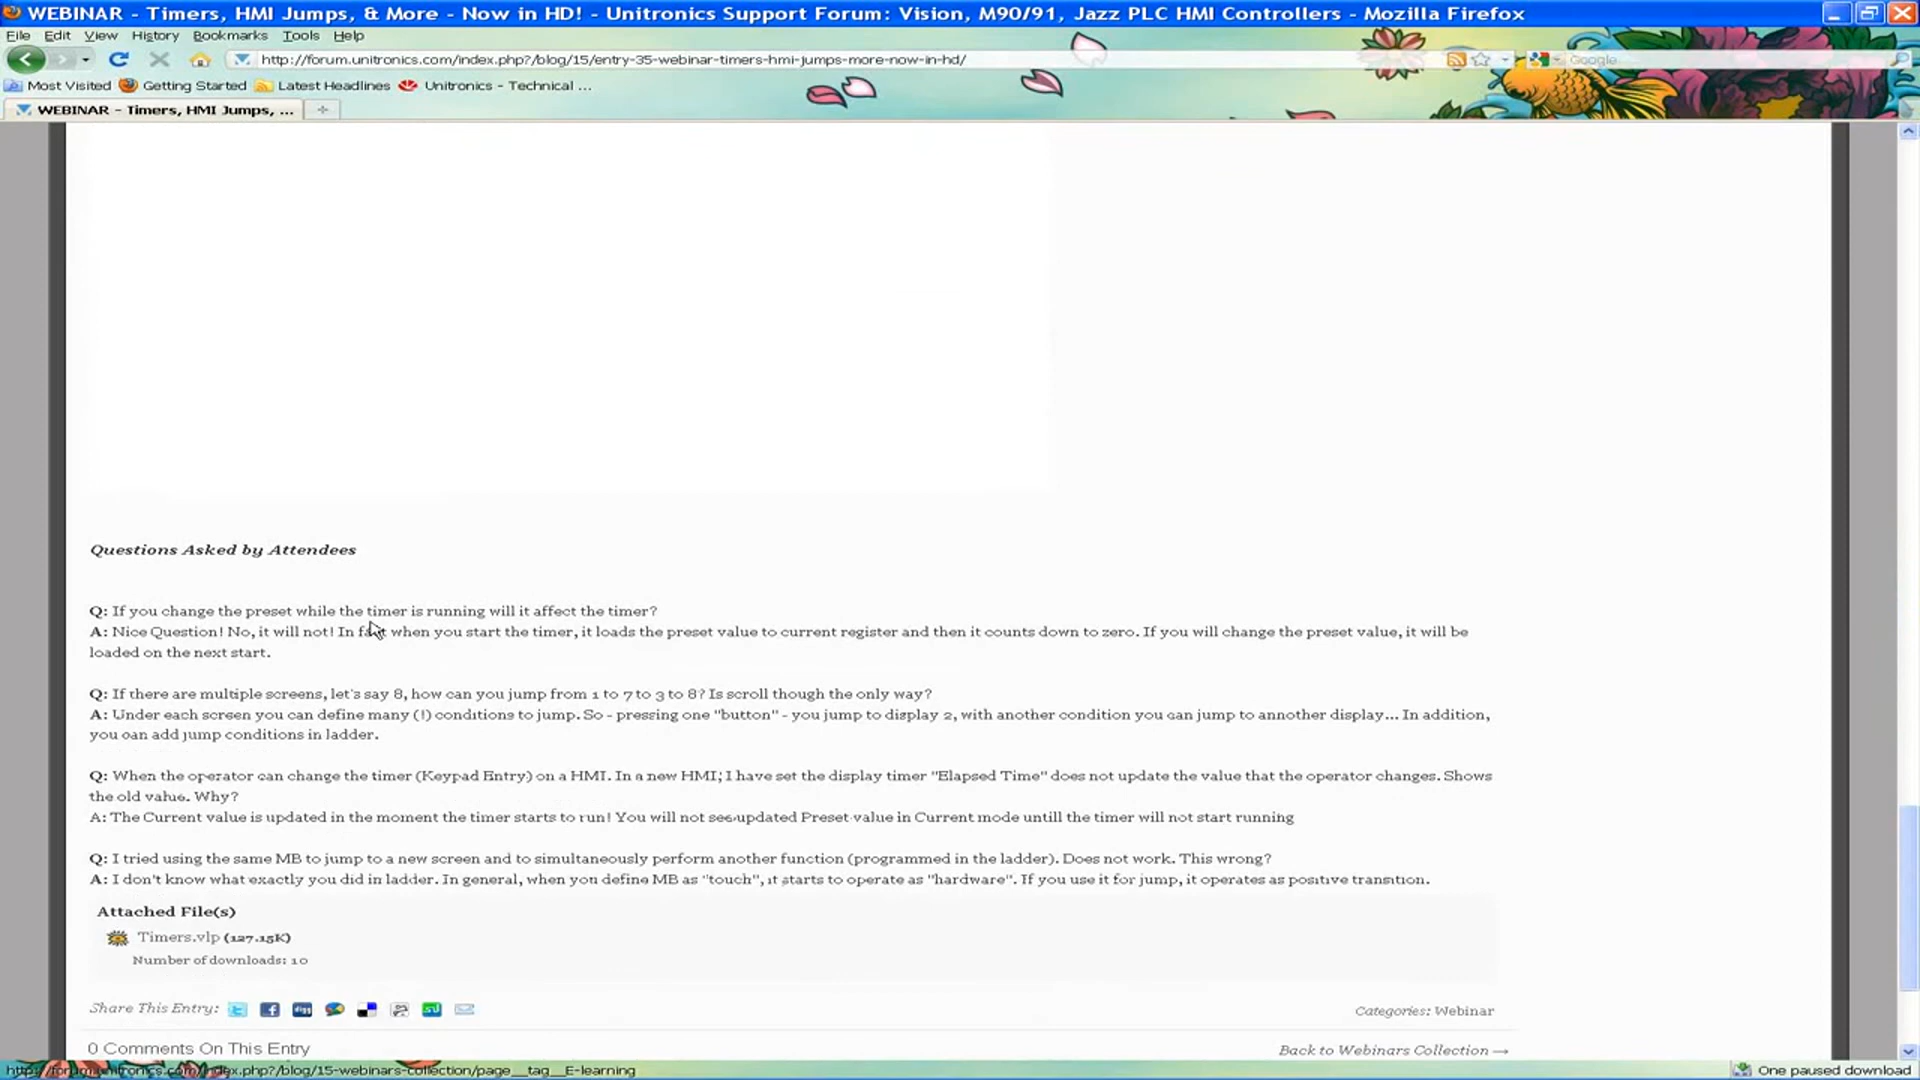 WEBINAR - Timers, HMI Jumps, & More - Now in HD! - Unitronics Support Forum: Vision, M90/91, Jazz PLC HMI Controllers - Mozilla Firefox
File Edit View History Bookmarks Tools Help
http://forum.unitronics.com/index.php?/blog/15/entry-35-webinar-timers-hmi-jumps-more-now-in-hd/ Google
Most Visited Getting Started Latest Headlines Unitronics - Technical ...
WEBINAR - Timers, HMI Jumps, ...
Questions Asked by Attendees
Q: If you change the preset while the timer is running will it affect the timer?
A: Nice Question! No, it will not! In fact when you start the timer, it loads the preset value to current register and then it counts down to zero. If you will change the preset value, it will be
loaded on the next start.
Q: If there are multiple screens, let's say 8, how can you jump from 1 to 7 to 3 to 8? Is scroll though the only way?
A: Under each screen you can define many (!) conditions to jump. So - pressing one "button" - you jump to display 2, with another condition you can jump to annother display... In addition,
you can add jump conditions in ladder.
Q: When the operator can change the timer (Keypad Entry) on a HMI. In a new HMI; I have set the display timer "Elapsed Time" does not update the value that the operator changes. Shows
the old value. Why?
A: The Current value is updated in the moment the timer starts to run! You will not see updated Preset value in Current mode untill the timer will not start running
Q: I tried using the same MB to jump to a new screen and to simultaneously perform another function (programmed in the ladder). Does not work. This wrong?
A: I don't know what exactly you did in ladder. In general, when you define MB as "touch", it starts to operate as "hardware". If you use it for jump, it operates as positive transition.
Attached File(s)
Timers.vlp (127.15K)
Number of downloads: 10
Share This Entry:
Categories: Webinar
0 Comments On This Entry
Back to Webinars Collection →
http://forum.unitronics.com/index.php?/blog/15-webinars-collection/page__tag__E-learning
One paused download